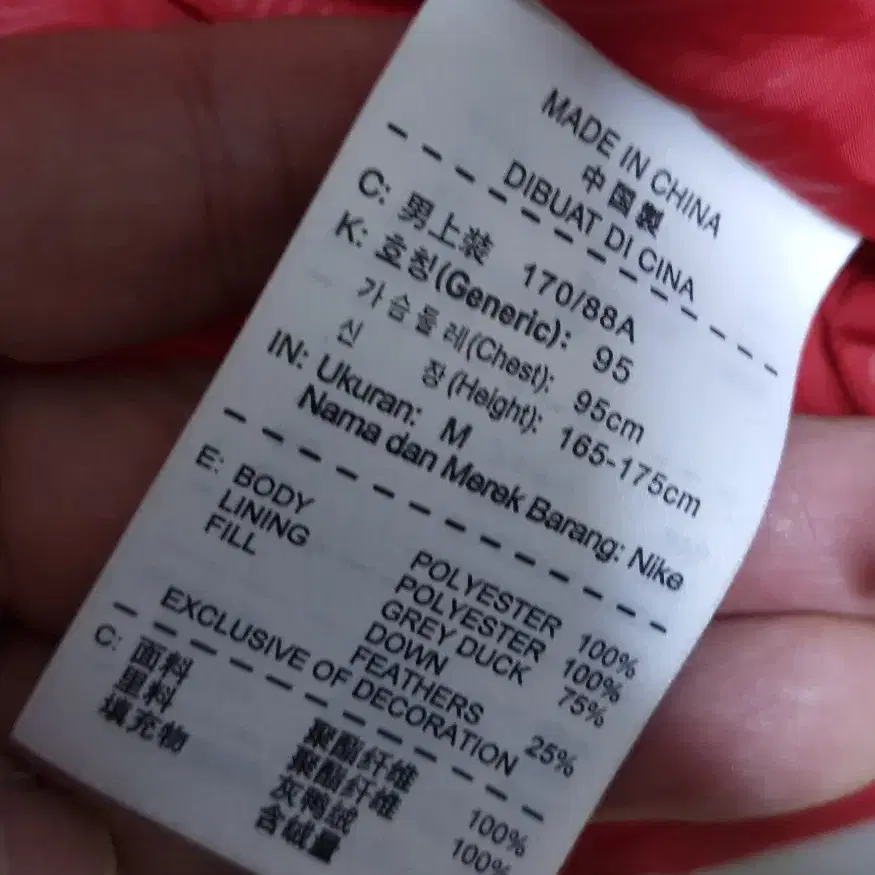 MADE IN CHINA
中国製
DIBUAT DI CINA
C: 男上装 170/88A
K: 호칭(Generic): 95
가슴둘레(Chest): 95cm
신 장 (Height): 165-175cm
IN: Ukuran: M
Nama dan Merek Barang: Nike
E: BODY POLYESTER 100%
LINING POLYESTER 100%
FILL GREY DUCK 75%
DOWN
FEATHERS 25%
EXCLUSIVE OF DECORATION
C: 面料 聚酯纤维 100%
里料 聚酯纤维 100%
填充物 灰鸭绒
含绒量